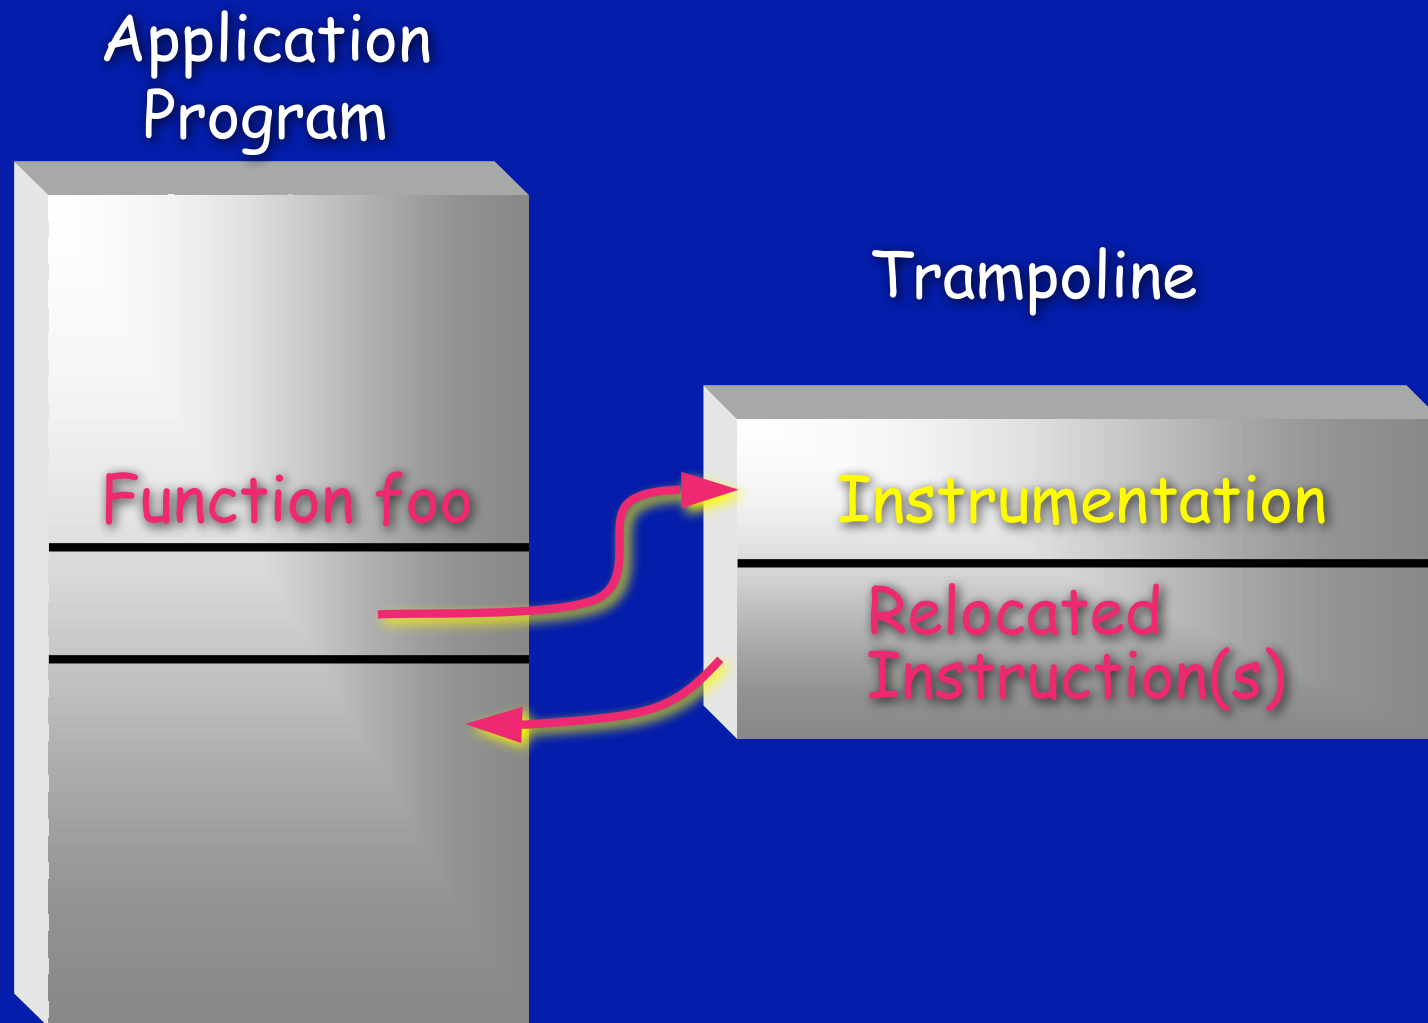 Application
Program
Trampoline
Function foo
Instrumentation
Relocated
Instruction(s)